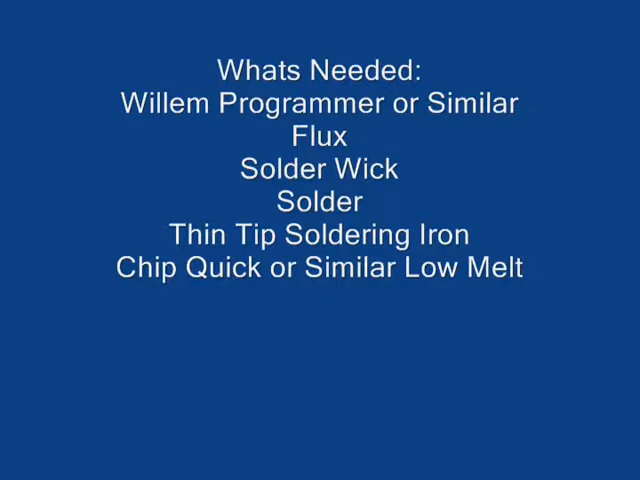 Whats Needed:
Willem Programmer or Similar
Flux
Solder Wick
Solder
Thin Tip Soldering Iron
Chip Quick or Similar Low Melt